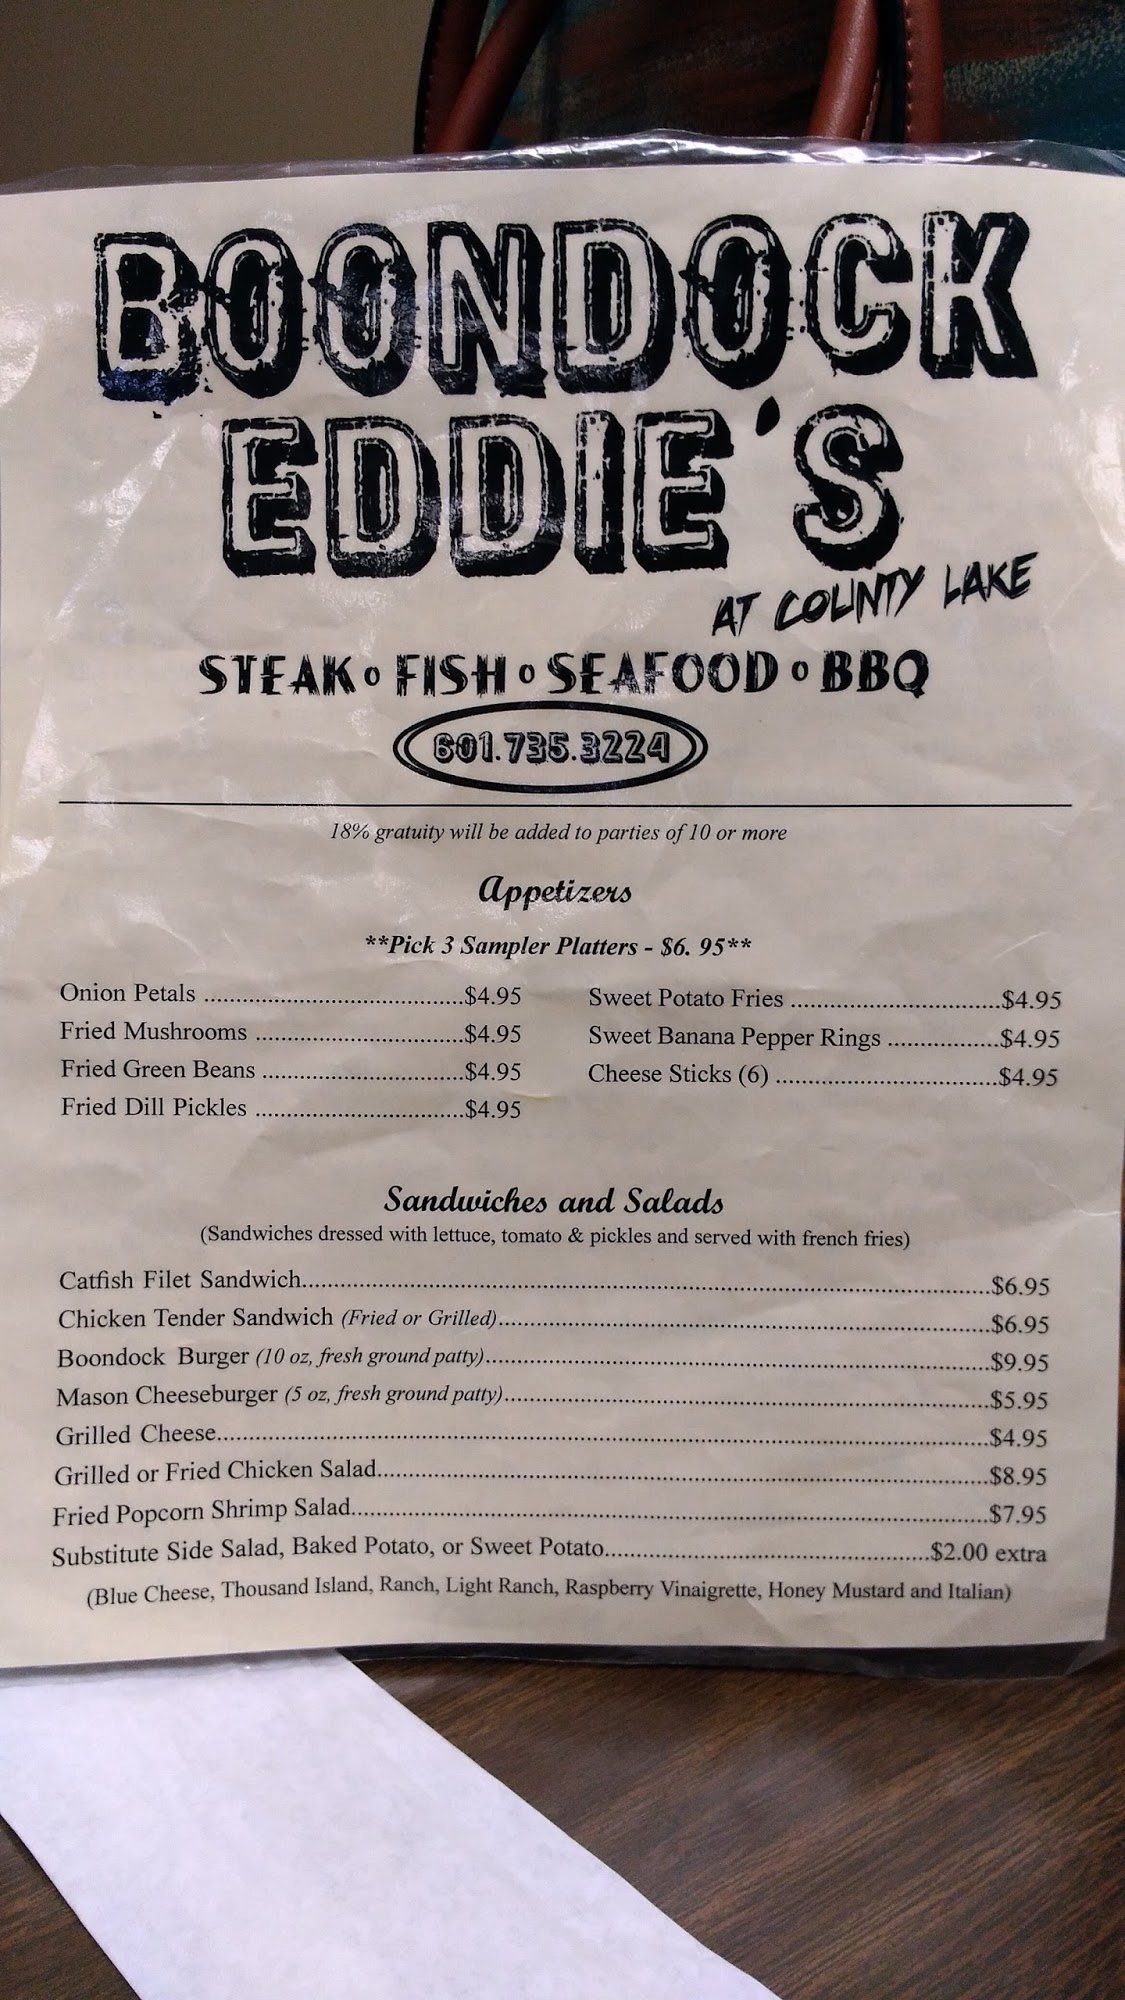 BOONDOCK
EDDIE'S
AT COUNTY LAKE
STEAK o FISH o SEAFOOD o BBQ
601.735.3224
18% gratuity will be added to parties of 10 or more
Appetizers
**Pick 3 Sampler Platters - $6. 95**
Onion Petals ..........................................$4.95
Fried Mushrooms ..................................$4.95
Fried Green Beans .................................$4.95
Fried Dill Pickles ..................................$4.95
Sweet Potato Fries ..................................$4.95
Sweet Banana Pepper Rings ..................$4.95
Cheese Sticks (6) ....................................$4.95
Sandwiches and Salads
(Sandwiches dressed with lettuce, tomato & pickles and served with french fries)
Catfish Filet Sandwich..............................................................................................................$6.95
Chicken Tender Sandwich (Fried or Grilled)...............................................................................$6.95
Boondock Burger (10 oz, fresh ground patty).................................................................................$9.95
Mason Cheeseburger (5 oz, fresh ground patty)..............................................................................$5.95
Grilled Cheese............................................................................................................................$4.95
Grilled or Fried Chicken Salad...................................................................................................$8.95
Fried Popcorn Shrimp Salad.......................................................................................................$7.95
Substitute Side Salad, Baked Potato, or Sweet Potato....................................................$2.00 extra
(Blue Cheese, Thousand Island, Ranch, Light Ranch, Raspberry Vinaigrette, Honey Mustard and Italian)